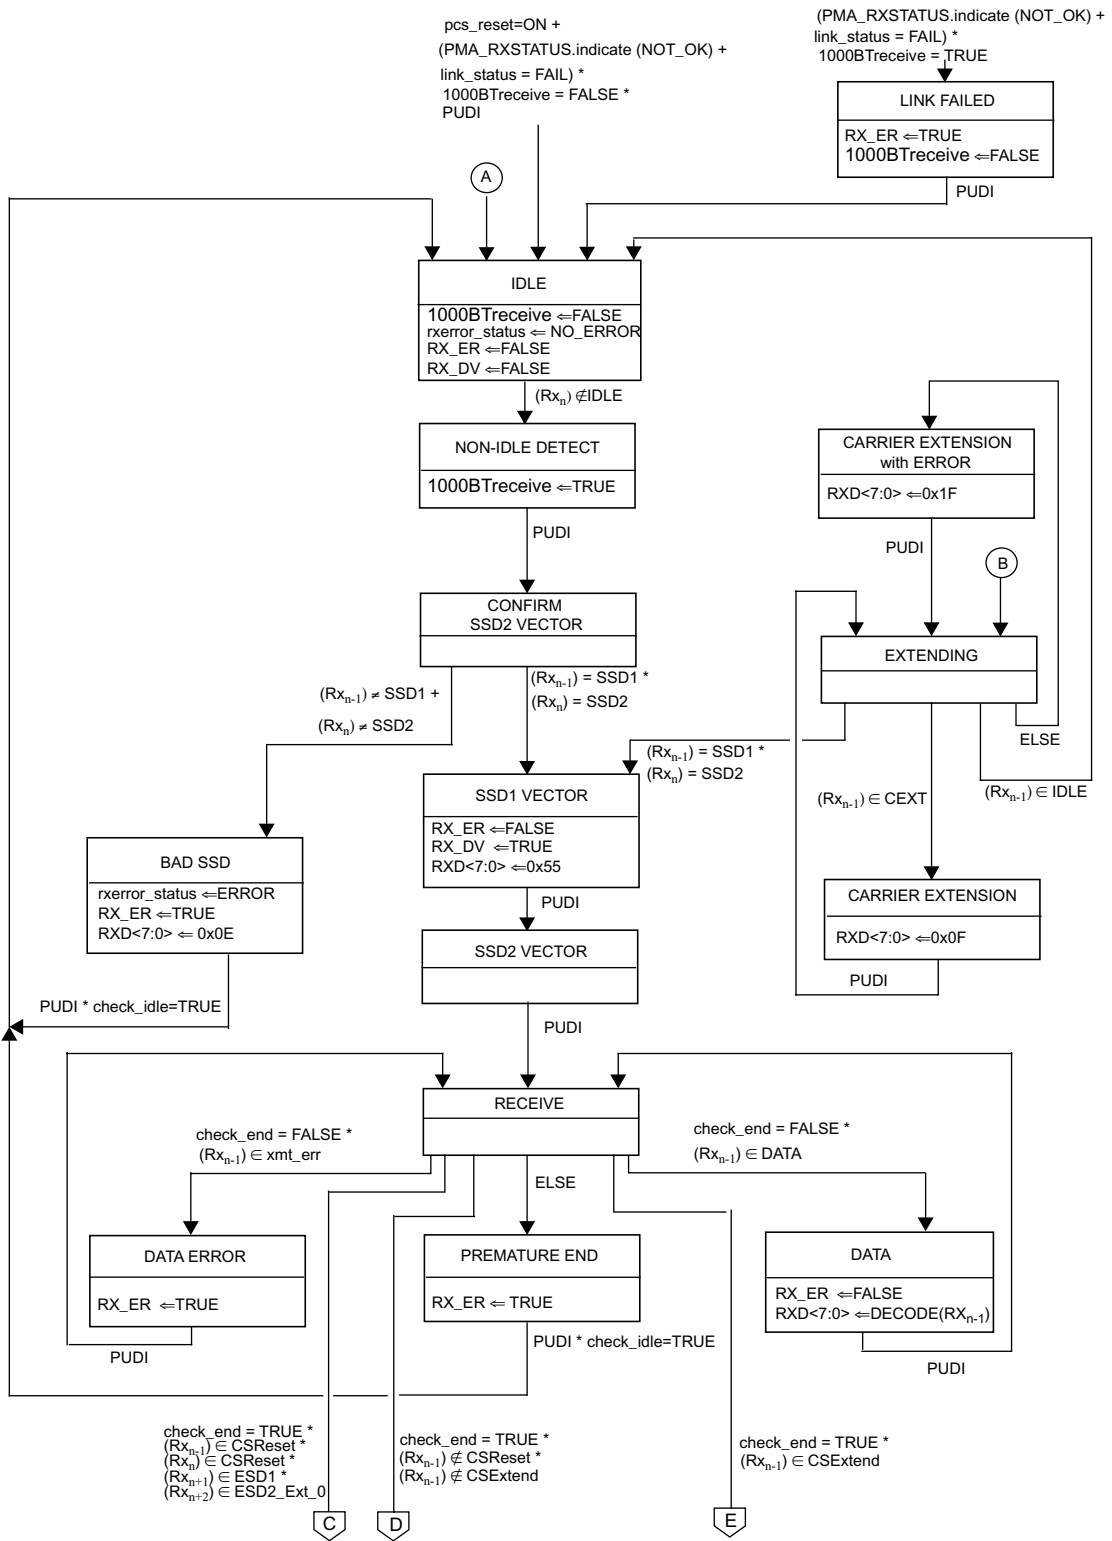 pcs_reset=ON +
(PMA_RXSTATUS.indicate (NOT_OK) +
link_status = FAIL) *
1000BTreceive = FALSE *
PUDI
(PMA_RXSTATUS.indicate (NOT_OK) +
link_status = FAIL) *
1000BTreceive = TRUE
LINK FAILED
RX_ER ⇐TRUE
1000BTreceive ⇐FALSE
PUDI
A
IDLE
1000BTreceive ⇐FALSE
rxerror_status ⇐ NO_ERROR
RX_ER ⇐FALSE
RX_DV ⇐FALSE
(Rxn) ∉IDLE
NON-IDLE DETECT
1000BTreceive ⇐TRUE
PUDI
CARRIER EXTENSION
with ERROR
RXD<7:0> ⇐0x1F
PUDI
B
CONFIRM
SSD2 VECTOR
EXTENDING
ELSE
(Rxn-1) ≠ SSD1 +
(Rxn) ≠ SSD2
(Rxn-1) = SSD1 *
(Rxn) = SSD2
(Rxn-1) = SSD1 *
(Rxn) = SSD2
(Rxn-1) ∈ CEXT
(Rxn-1) ∈ IDLE
SSD1 VECTOR
RX_ER ⇐FALSE
RX_DV ⇐TRUE
RXD<7:0> ⇐0x55
PUDI
BAD SSD
rxerror_status ⇐ERROR
RX_ER ⇐TRUE
RXD<7:0> ⇐ 0x0E
PUDI * check_idle=TRUE
CARRIER EXTENSION
RXD<7:0> ⇐0x0F
PUDI
SSD2 VECTOR
PUDI
RECEIVE
check_end = FALSE *
(Rxn-1) ∈ xmt_err
ELSE
check_end = FALSE *
(Rxn-1) ∈ DATA
DATA ERROR
RX_ER ⇐TRUE
PUDI
PREMATURE END
RX_ER ⇐ TRUE
PUDI * check_idle=TRUE
DATA
RX_ER ⇐FALSE
RXD<7:0> ⇐DECODE(RXn-1)
PUDI
check_end = TRUE *
(Rxn-1) ∈ CSReset *
(Rxn) ∈ CSReset *
(Rxn+1) ∈ ESD1 *
(Rxn+2) ∈ ESD2_Ext_0
check_end = TRUE *
(Rxn-1) ∉ CSReset *
(Rxn-1) ∉ CSExtend
check_end = TRUE *
(Rxn-1) ∈ CSExtend
C
D
E